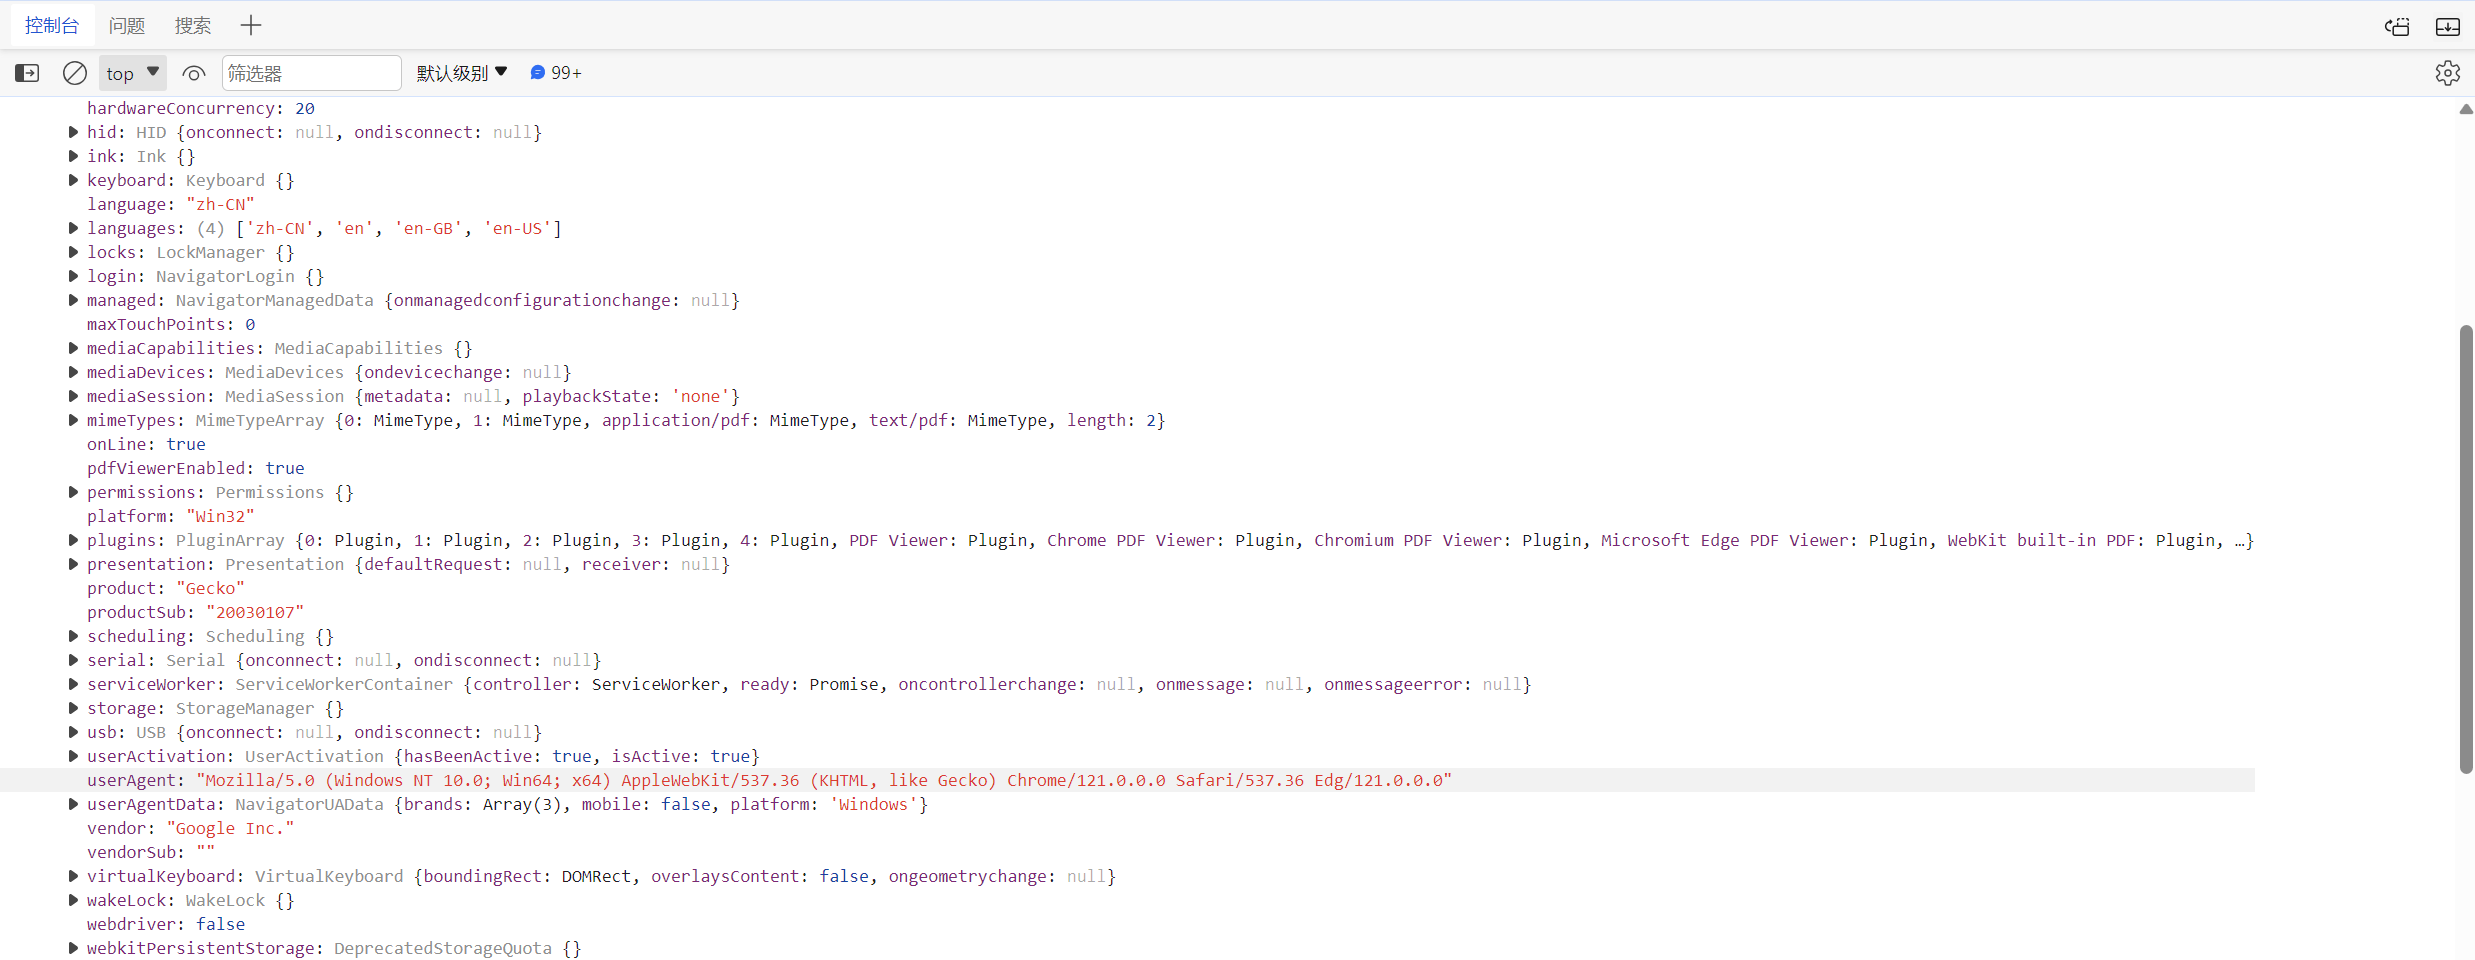 控制台 问题 搜索
top 筛选器 默认级别 99+
hardwareConcurrency: 20
hid: HID {onconnect: null, ondisconnect: null}
ink: Ink {}
keyboard: Keyboard {}
language: "zh-CN"
languages: (4) ['zh-CN', 'en', 'en-GB', 'en-US']
locks: LockManager {}
login: NavigatorLogin {}
managed: NavigatorManagedData {onmanagedconfigurationchange: null}
maxTouchPoints: 0
mediaCapabilities: MediaCapabilities {}
mediaDevices: MediaDevices {ondevicechange: null}
mediaSession: MediaSession {metadata: null, playbackState: 'none'}
mimeTypes: MimeTypeArray {0: MimeType, 1: MimeType, application/pdf: MimeType, text/pdf: MimeType, length: 2}
onLine: true
pdfViewerEnabled: true
permissions: Permissions {}
platform: "Win32"
plugins: PluginArray {0: Plugin, 1: Plugin, 2: Plugin, 3: Plugin, 4: Plugin, PDF Viewer: Plugin, Chrome PDF Viewer: Plugin, Chromium PDF Viewer: Plugin, Microsoft Edge PDF Viewer: Plugin, WebKit built-in PDF: Plugin, …}
presentation: Presentation {defaultRequest: null, receiver: null}
product: "Gecko"
productSub: "20030107"
scheduling: Scheduling {}
serial: Serial {onconnect: null, ondisconnect: null}
serviceWorker: ServiceWorkerContainer {controller: ServiceWorker, ready: Promise, oncontrollerchange: null, onmessage: null, onmessageerror: null}
storage: StorageManager {}
usb: USB {onconnect: null, ondisconnect: null}
userActivation: UserActivation {hasBeenActive: true, isActive: true}
userAgent: "Mozilla/5.0 (Windows NT 10.0; Win64; x64) AppleWebKit/537.36 (KHTML, like Gecko) Chrome/121.0.0.0 Safari/537.36 Edg/121.0.0.0"
userAgentData: NavigatorUAData {brands: Array(3), mobile: false, platform: 'Windows'}
vendor: "Google Inc."
vendorSub: ""
virtualKeyboard: VirtualKeyboard {boundingRect: DOMRect, overlaysContent: false, ongeometrychange: null}
wakeLock: WakeLock {}
webdriver: false
webkitPersistentStorage: DeprecatedStorageQuota {}